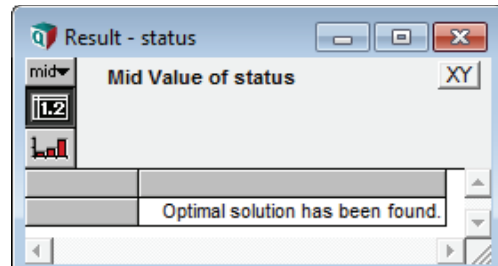 Result - status
mid
Mid Value of status
XY
1.2
Optimal solution has been found.